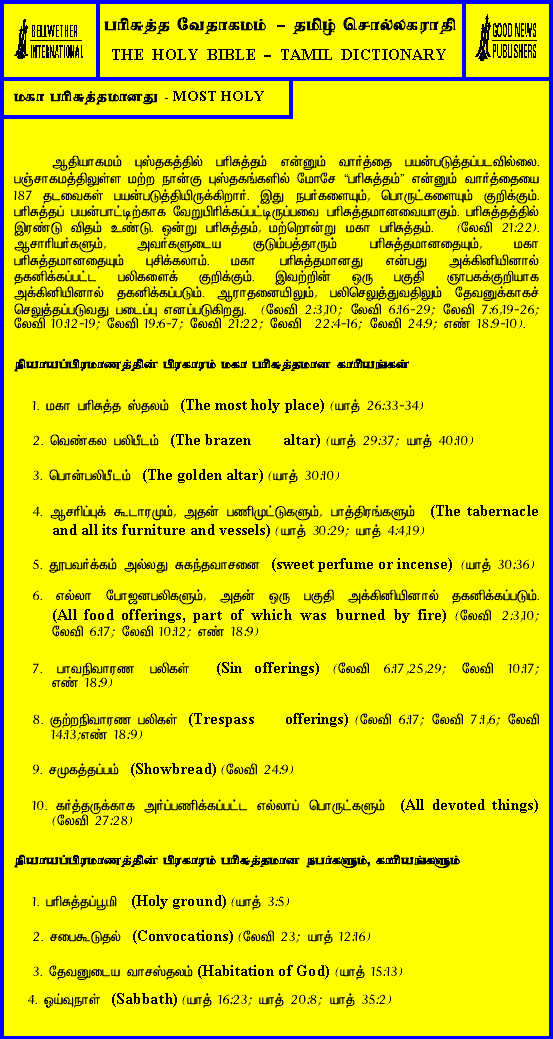 BELLWETHER
INTERNATIONAL
பரிசுத்த வேதாகமம் – தமிழ் சொல்லகராதி
THE HOLY BIBLE – TAMIL DICTIONARY
GOOD NEWS
PUBLISHERS
மகா பரிசுத்தமானது - MOST HOLY
ஆதியாகமம் புஸ்தகத்தில் பரிசுத்தம் என்னும் வார்த்தை பயன்படுத்தப்படவில்லை.
பஞ்சாகமத்திலுள்ள மற்ற நான்கு புஸ்தகங்களில் மோசே “பரிசுத்தம்” என்னும் வார்த்தையை
187 தடவைகள் பயன்படுத்தியிருக்கிறார். இது நபர்களையும், பொருட்களையும் குறிக்கும்.
பரிசுத்தப் பயன்பாட்டிற்காக வேறுபிரிக்கப்பட்டிருப்பவை பரிசுத்தமானவையாகும். பரிசுத்தத்தில்
இரண்டு விதம் உண்டு. ஒன்று பரிசுத்தம், மற்றொன்று மகா பரிசுத்தம். (லேவி 21:22).
ஆசாரியர்களும், அவர்களுடைய குடும்பத்தாரும் பரிசுத்தமானதையும், மகா
பரிசுத்தமானதையும் புசிக்கலாம். மகா பரிசுத்தமானது என்பது அக்கினியினால்
தகனிக்கப்பட்ட பலிகளைக் குறிக்கும். இவற்றின் ஒரு பகுதி ஞாபகக்குறியாக
அக்கினியினால் தகனிக்கப்படும். ஆராதனையிலும், பலிசெலுத்துவதிலும் தேவனுக்காகச்
செலுத்தப்படுவது படைப்பு எனப்படுகிறது. (லேவி 2:3,10; லேவி 6:16-29; லேவி 7:6,19-26;
லேவி 10:12-19; லேவி 19:6-7; லேவி 21:22; லேவி 22:4-16; லேவி 24:9; எண் 18:9-10).
நியாயப்பிரமாணத்தின் பிரகாரம் மகா பரிசுத்தமான காரியங்கள்
1. மகா பரிசுத்த ஸ்தலம் (The most holy place) (யாத் 26:33-34)
2. வெண்கல பலிபீடம் (The brazen altar) (யாத் 29:37; யாத் 40:10)
3. பொன்பலிபீடம் (The golden altar) (யாத் 30:10)
4. ஆசரிப்புக் கூடாரமும், அதன் பணிமுட்டுகளும், பாத்திரங்களும் (The tabernacle
and all its furniture and vessels) (யாத் 30:29; யாத் 4:4,19)
5. தூபவர்க்கம் அல்லது சுகந்தவாசனை (sweet perfume or incense) (யாத் 30:36)
6. எல்லா போஜனபலிகளும், அதன் ஒரு பகுதி அக்கினியினால் தகனிக்கப்படும்.
(All food offerings, part of which was burned by fire) (லேவி 2:3,10;
லேவி 6:17; லேவி 10:12; எண் 18:9)
7. பாவநிவாரண பலிகள் (Sin offerings) (லேவி 6:17,25,29; லேவி 10:17;
எண் 18:9)
8. குற்றநிவாரண பலிகள் (Trespass offerings) (லேவி 6:17; லேவி 7:1,6; லேவி
14:13;எண் 18:9)
9. சமுகத்தப்பம் (Showbread) (லேவி 24:9)
10. கர்த்தருக்காக அர்ப்பணிக்கப்பட்ட எல்லாப் பொருட்களும் (All devoted things)
(லேவி 27:28)
நியாயப்பிரமாணத்தின் பிரகாரம் பரிசுத்தமான நபர்களும், காரியங்களும்
1. பரிசுத்தப்பூமி (Holy ground) (யாத் 3:5)
2. சபைகூடுதல் (Convocations) (லேவி 23; யாத் 12:16)
3. தேவனுடைய வாசஸ்தலம் (Habitation of God) (யாத் 15:13)
4. ஓய்வுநாள் (Sabbath) (யாத் 16:23; யாத் 20:8; யாத் 35:2)